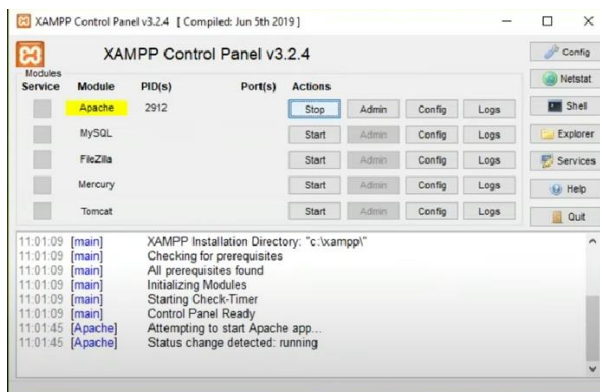 XAMPP Control Panel v3.2.4 [ Compiled: Jun 5th 2019 ]
XAMPP Control Panel v3.2.4
Config
Modules
Service Module PID(s) Port(s) Actions
Netstat
Apache 2912 Stop Admin Config Logs
Shell
MySQL Start Admin Config Logs
Explorer
FileZilla Start Admin Config Logs
Services
Mercury Start Admin Config Logs
Help
Tomcat Start Admin Config Logs
Quit
11:01:09 [main] XAMPP Installation Directory: "c:\xampp\"
11:01:09 [main] Checking for prerequisites
11:01:09 [main] All prerequisites found
11:01:09 [main] Initializing Modules
11:01:09 [main] Starting Check-Timer
11:01:09 [main] Control Panel Ready
11:01:45 [Apache] Attempting to start Apache app...
11:01:45 [Apache] Status change detected: running